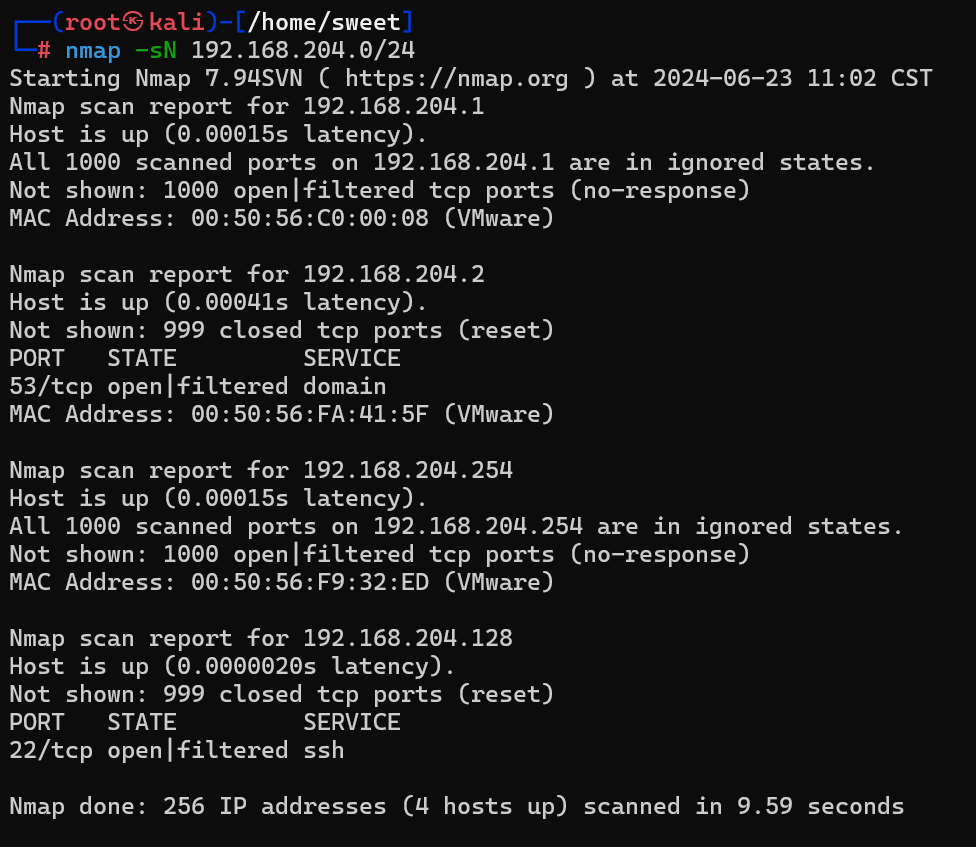 ┌──(root㉿kali)-[/home/sweet]
└─# nmap -sN 192.168.204.0/24
Starting Nmap 7.94SVN ( https://nmap.org ) at 2024-06-23 11:02 CST
Nmap scan report for 192.168.204.1
Host is up (0.00015s latency).
All 1000 scanned ports on 192.168.204.1 are in ignored states.
Not shown: 1000 open|filtered tcp ports (no-response)
MAC Address: 00:50:56:C0:00:08 (VMware)

Nmap scan report for 192.168.204.2
Host is up (0.00041s latency).
Not shown: 999 closed tcp ports (reset)
PORT   STATE         SERVICE
53/tcp open|filtered domain
MAC Address: 00:50:56:FA:41:5F (VMware)

Nmap scan report for 192.168.204.254
Host is up (0.00015s latency).
All 1000 scanned ports on 192.168.204.254 are in ignored states.
Not shown: 1000 open|filtered tcp ports (no-response)
MAC Address: 00:50:56:F9:32:ED (VMware)

Nmap scan report for 192.168.204.128
Host is up (0.0000020s latency).
Not shown: 999 closed tcp ports (reset)
PORT   STATE         SERVICE
22/tcp open|filtered ssh

Nmap done: 256 IP addresses (4 hosts up) scanned in 9.59 seconds